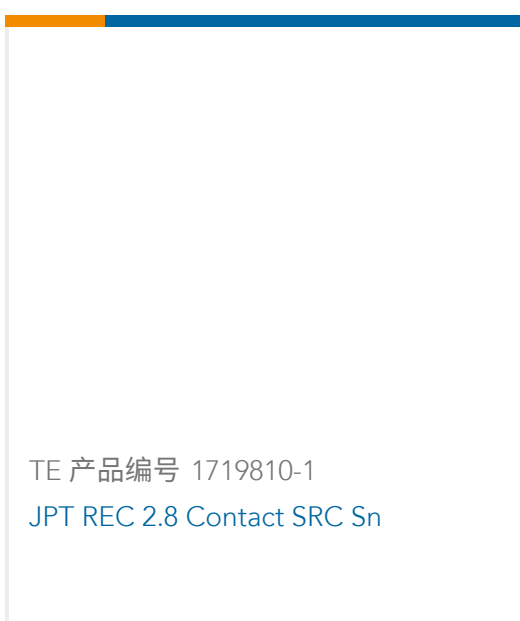 TE 产品编号 1719810-1
JPT REC 2.8 Contact SRC Sn